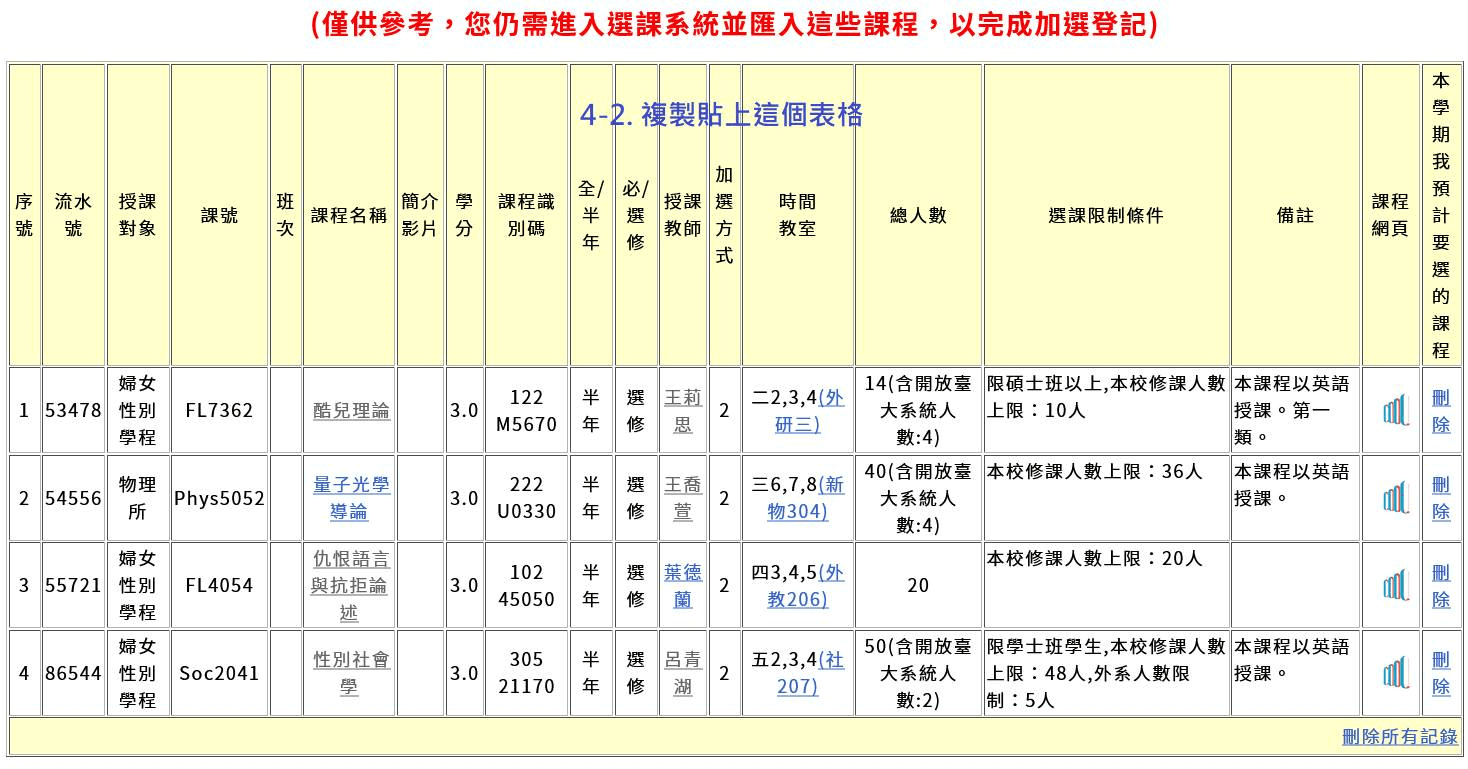 (僅供參考，您仍需進入選課系統並匯入這些課程，以完成加選登記)
4-2. 複製貼上這個表格
序號 流水號 授課對象 課號 班次 課程名稱 簡介影片 學分 課程識別碼 全/半年 必/選修 授課教師 加選方式 時間教室 總人數 選課限制條件 備註 課程網頁 本學期我預計要選的課程
1 53478 婦女性別學程 FL7362 酷兒理論 3.0 122 M5670 半年 選修 王莉思 2 二2,3,4(外研三) 14(含開放臺大系統人數:4) 限碩士班以上,本校修課人數上限：10人 本課程以英語授課。第一類。 刪除
2 54556 物理所 Phys5052 量子光學導論 3.0 222 U0330 半年 選修 王喬萱 2 三6,7,8(新物304) 40(含開放臺大系統人數:4) 本校修課人數上限：36人 本課程以英語授課。 刪除
3 55721 婦女性別學程 FL4054 仇恨語言與抗拒論述 3.0 102 45050 半年 選修 葉德蘭 2 四3,4,5(外教206) 20 本校修課人數上限：20人 刪除
4 86544 婦女性別學程 Soc2041 性別社會學 3.0 305 21170 半年 選修 呂青湖 2 五2,3,4(社207) 50(含開放臺大系統人數:2) 限學士班學生,本校修課人數上限：48人,外系人數限制：5人 本課程以英語授課。 刪除
刪除所有記錄